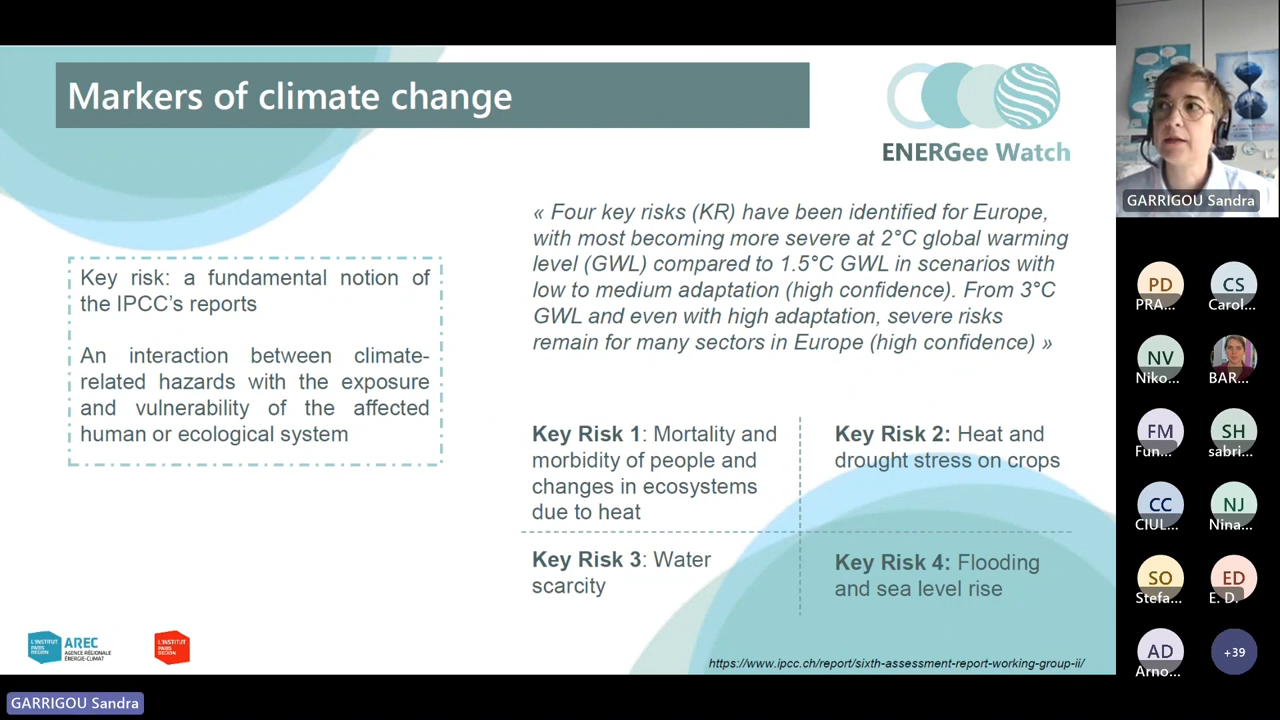 Markers of climate change
ENERGee Watch
Key risk: a fundamental notion of
the IPCC's reports
An interaction between climate-
related hazards with the exposure
and vulnerability of the affected
human or ecological system
« Four key risks (KR) have been identified for Europe,
with most becoming more severe at 2°C global warming
level (GWL) compared to 1.5°C GWL in scenarios with
low to medium adaptation (high confidence). From 3°C
GWL and even with high adaptation, severe risks
remain for many sectors in Europe (high confidence) »
Key Risk 1: Mortality and
morbidity of people and
changes in ecosystems
due to heat
Key Risk 2: Heat and
drought stress on crops
Key Risk 3: Water
scarcity
Key Risk 4: Flooding
and sea level rise
L'INSTITUT
PARIS
REGION
AREC
AGENCE RÉGIONALE
ÉNERGIE-CLIMAT
L'INSTITUT
PARIS
REGION
https://www.ipcc.ch/report/sixth-assessment-report-working-group-ii/
GARRIGOU Sandra
GARRIGOU Sandra
PD
PRA...
CS
Carol...
NV
Niko...
BAR...
FM
Fun...
SH
sabri...
CC
CIUL...
NJ
Nina...
SO
Stefa...
ED
E. D.
AD
Arno...
+39